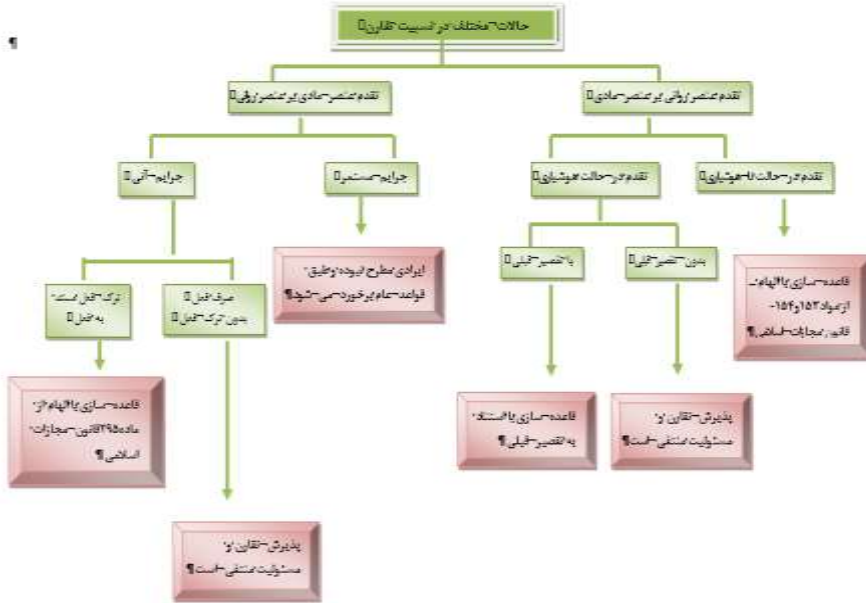 حالات مختلف در نسبیت تقارن
تقدم عنصر روانی بر عنصر مادی
تقدم عنصر مادی بر عنصر روانی
تقدم در حالت نا هوشیاری
تقدم در حالت هوشیاری
جرایم مستمر
جرایم آنی
بدون تقصیر قبلی
با تقصیر قبلی
صرف فعل
بدون ترک فعل
ترک فعل
به فعل
قاعده سازی با الهام
از مواد ۱۵۳ و ۱۵۴
قانون مجازات اسلامی
ایرادی مطرح نبوده و طبق
قواعد عام برخورد می شود
پذیرش تقارن و
مسئولیت منتفی است
قاعده سازی با استناد
به تقصیر قبلی
قاعده سازی با الهام از
ماده ۲۹۵ قانون مجازات
اسلامی
پذیرش تقارن و
مسئولیت منتفی است